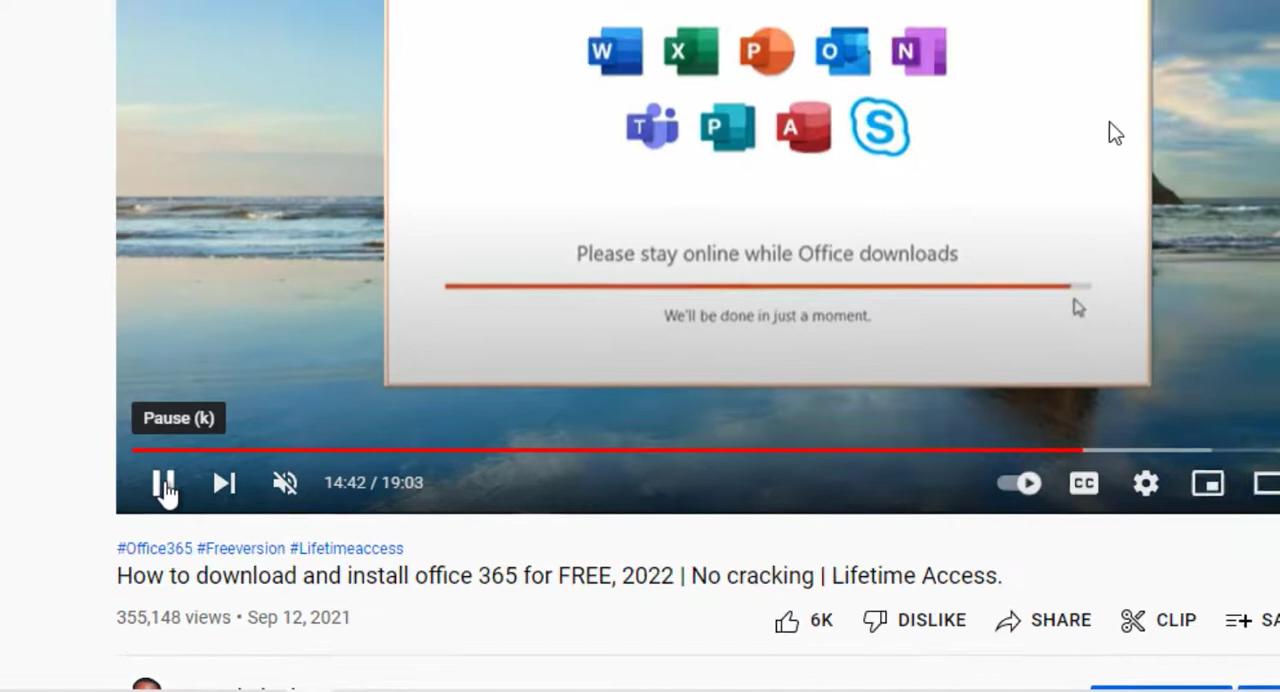 W X P O N
T P A S
Please stay online while Office downloads
We'll be done in just a moment.
Pause (k)
14:42 / 19:03
CC
#Office365 #Freeversion #Lifetimeaccess
How to download and install office 365 for FREE, 2022 | No cracking | Lifetime Access.
355,148 views • Sep 12, 2021
6K DISLIKE SHARE CLIP SA